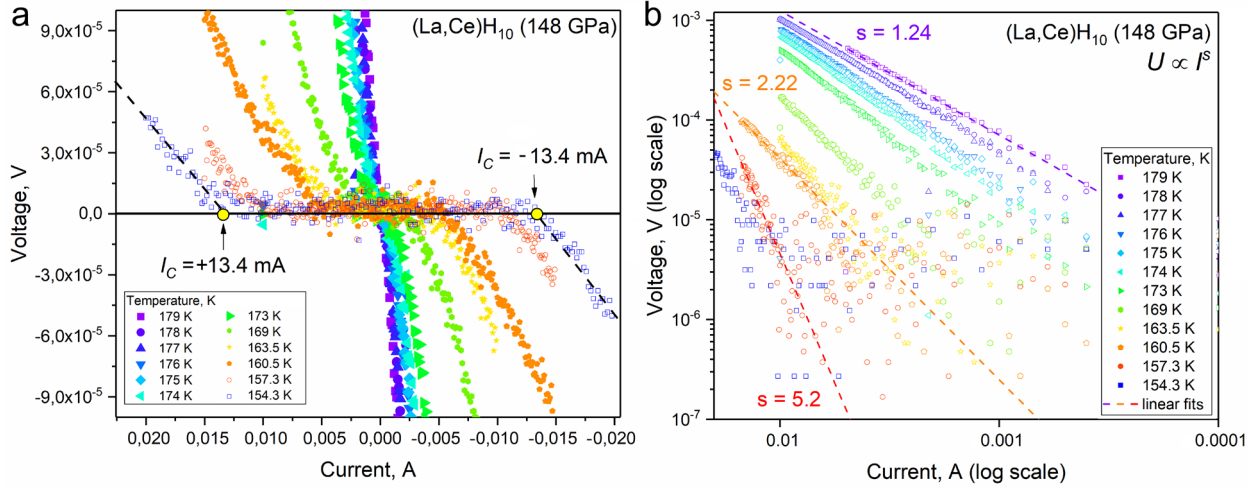 a
(La,Ce)H10 (148 GPa)
9,0x10-5
6,0x10-5
3,0x10-5
0,0
-3,0x10-5
-6,0x10-5
-9,0x10-5
Voltage, V
IC = - 13.4 mA
IC = +13.4 mA
Temperature, K
179 K
178 K
177 K
176 K
175 K
174 K
173 K
169 K
163.5 K
160.5 K
157.3 K
154.3 K
0,020 0,015 0,010 0,005 0,000 -0,005 -0,010 -0,015 -0,020
Current, A
b
(La,Ce)H10 (148 GPa)
U ∝ Is
s = 1.24
s = 2.22
s = 5.2
10-3
10-4
10-5
10-6
10-7
Voltage, V (log scale)
Temperature, K
179 K
178 K
177 K
176 K
175 K
174 K
173 K
169 K
163.5 K
160.5 K
157.3 K
154.3 K
linear fits
0.01 0.001 0.0001
Current, A (log scale)